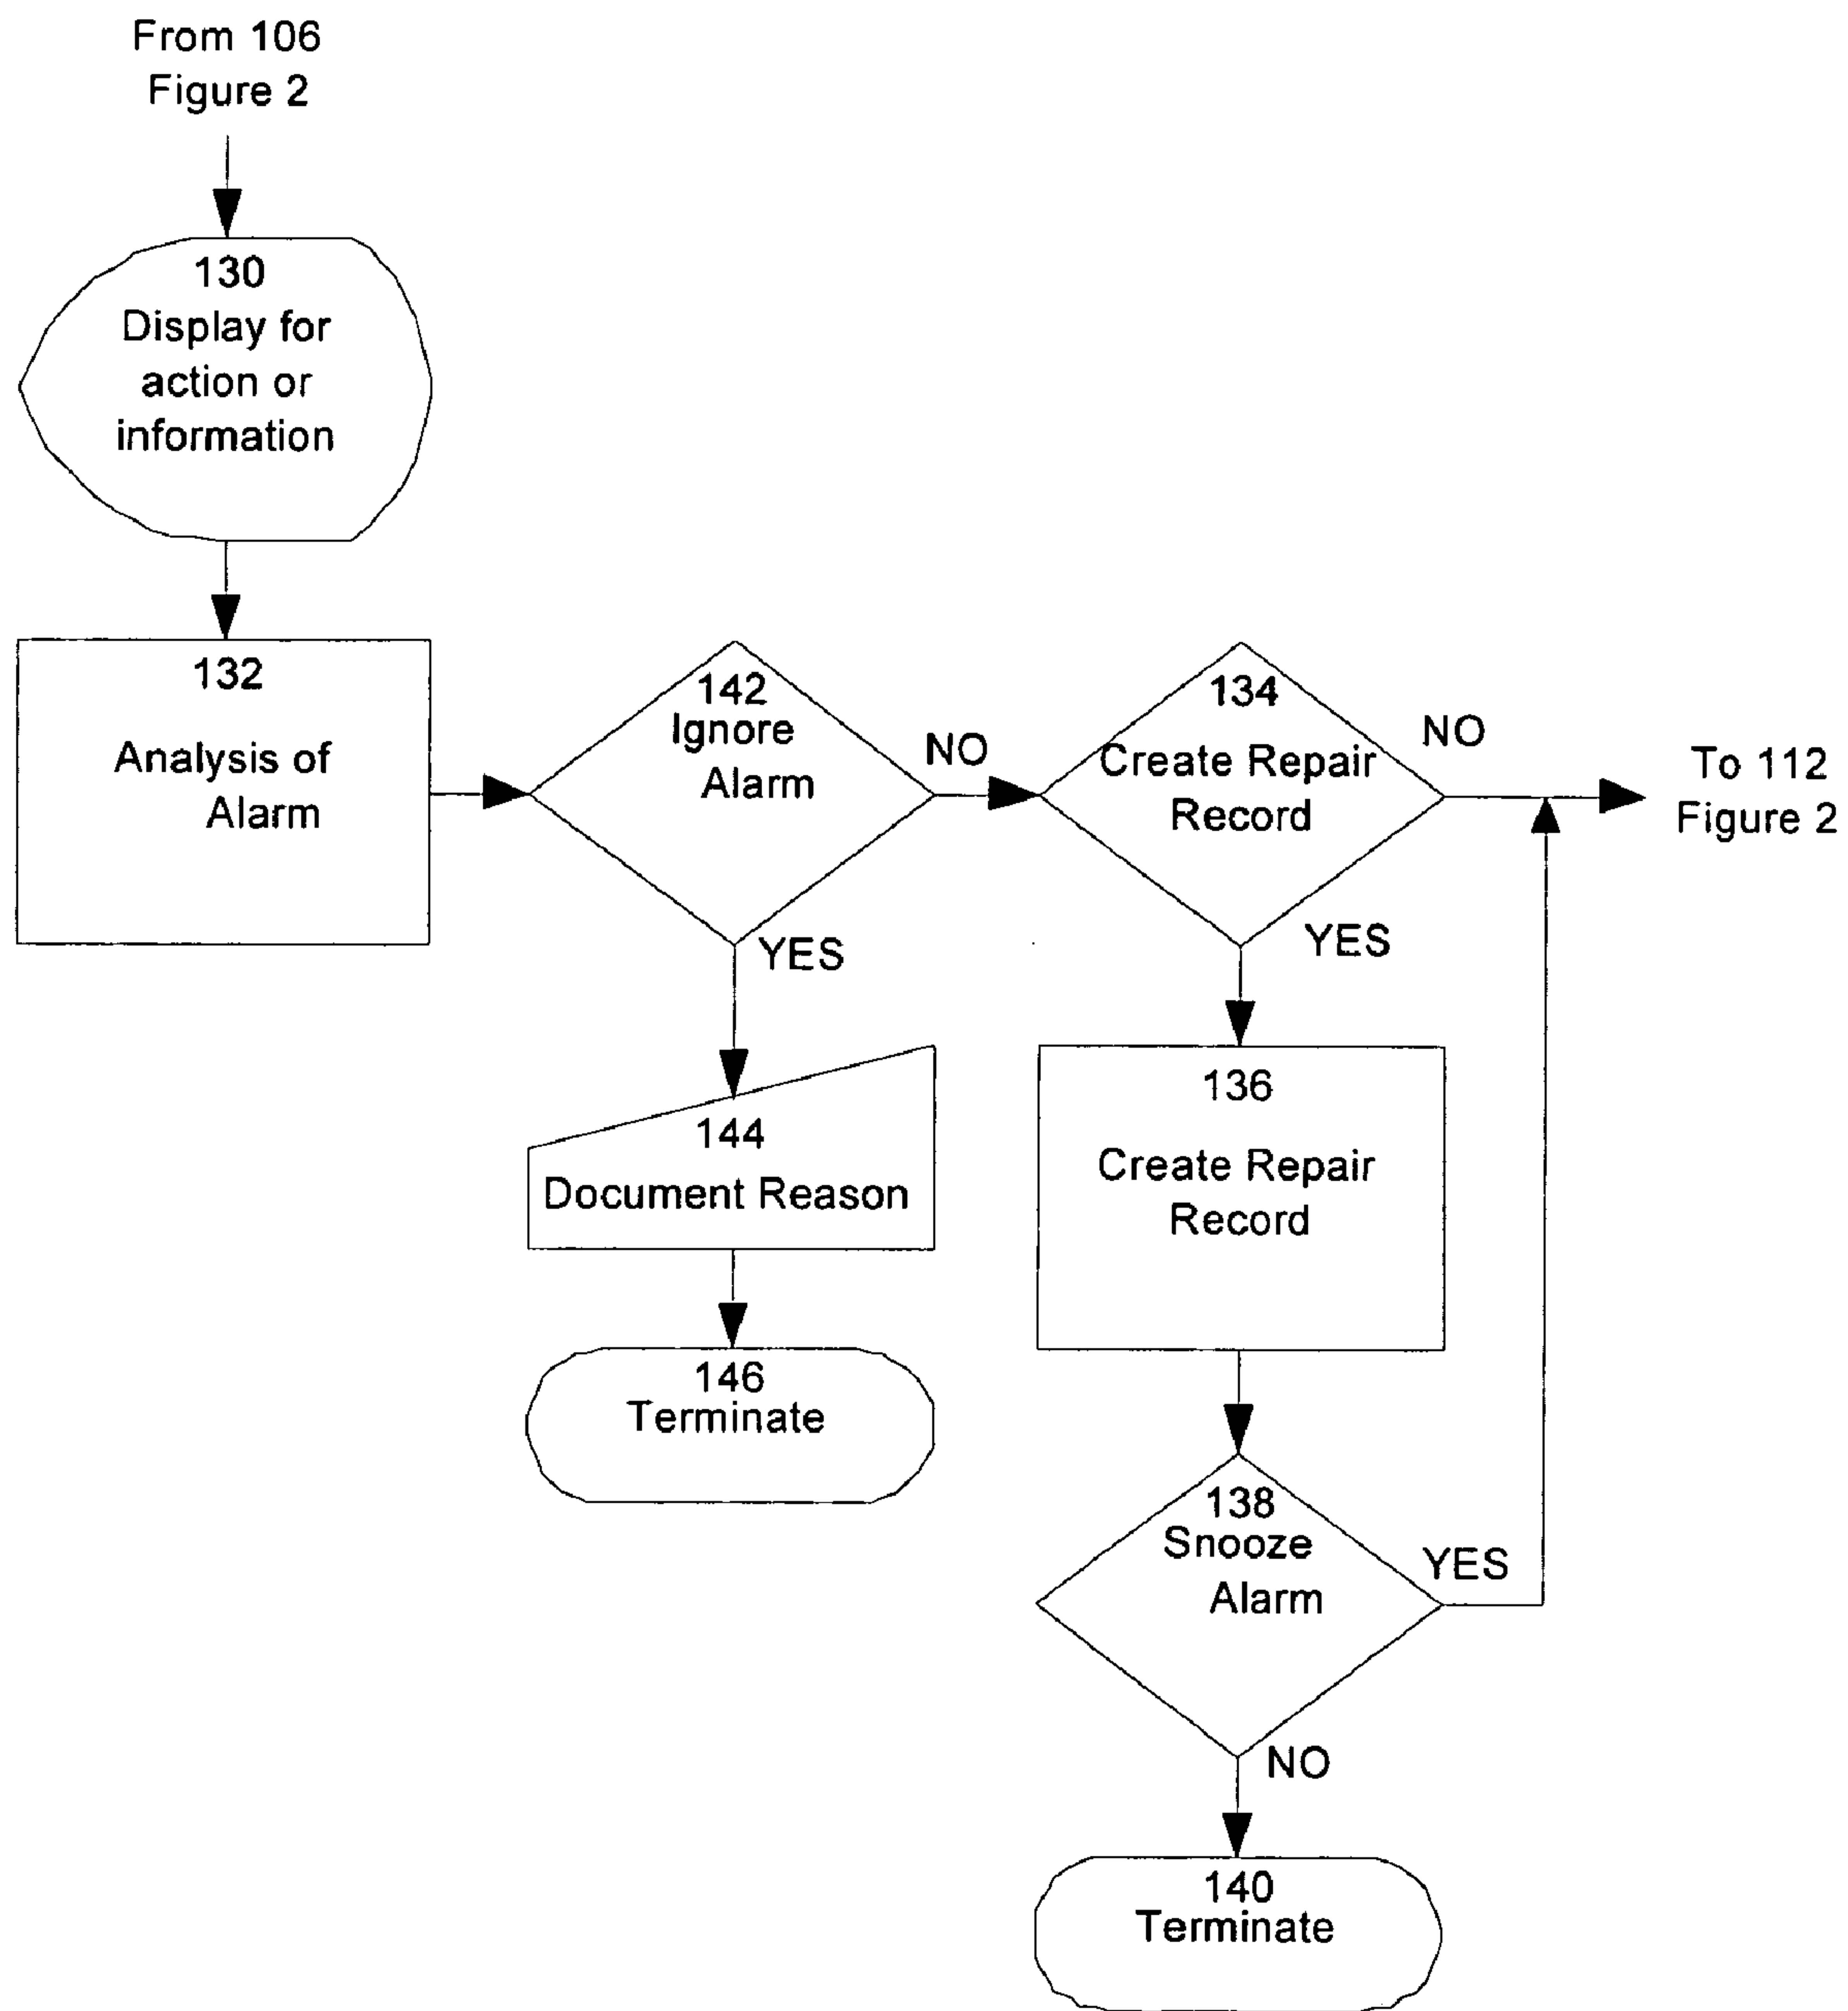 From 106
Figure 2
130
Display for
action or
information
132
Analysis of
Alarm
142
Ignore
Alarm
NO
YES
134
Create Repair
Record
NO
YES
To 112
Figure 2
144
Document Reason
146
Terminate
136
Create Repair
Record
138
Snooze
Alarm
YES
NO
140
Terminate